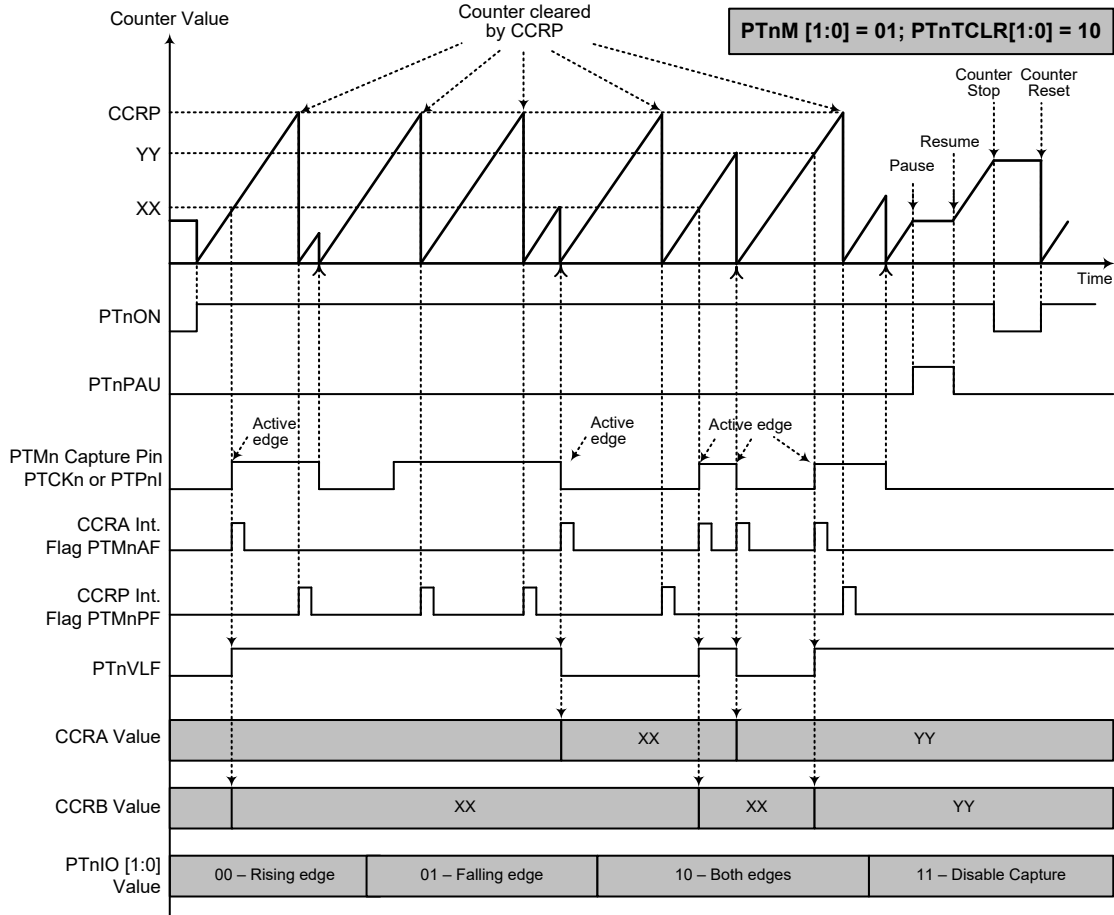 Counter Value
Counter cleared
by CCRP
PTnM [1:0] = 01; PTnTCLR[1:0] = 10
Counter
Stop
Counter
Reset
CCRP
YY
XX
Pause
Resume
Time
PTnON
PTnPAU
Active
edge
Active
edge
Active edge
PTMn Capture Pin
PTCKn or PTPnI
CCRA Int.
Flag PTMnAF
CCRP Int.
Flag PTMnPF
PTnVLF
CCRA Value
XX
YY
CCRB Value
XX
XX
YY
PTnIO [1:0]
Value
00 – Rising edge
01 – Falling edge
10 – Both edges
11 – Disable Capture